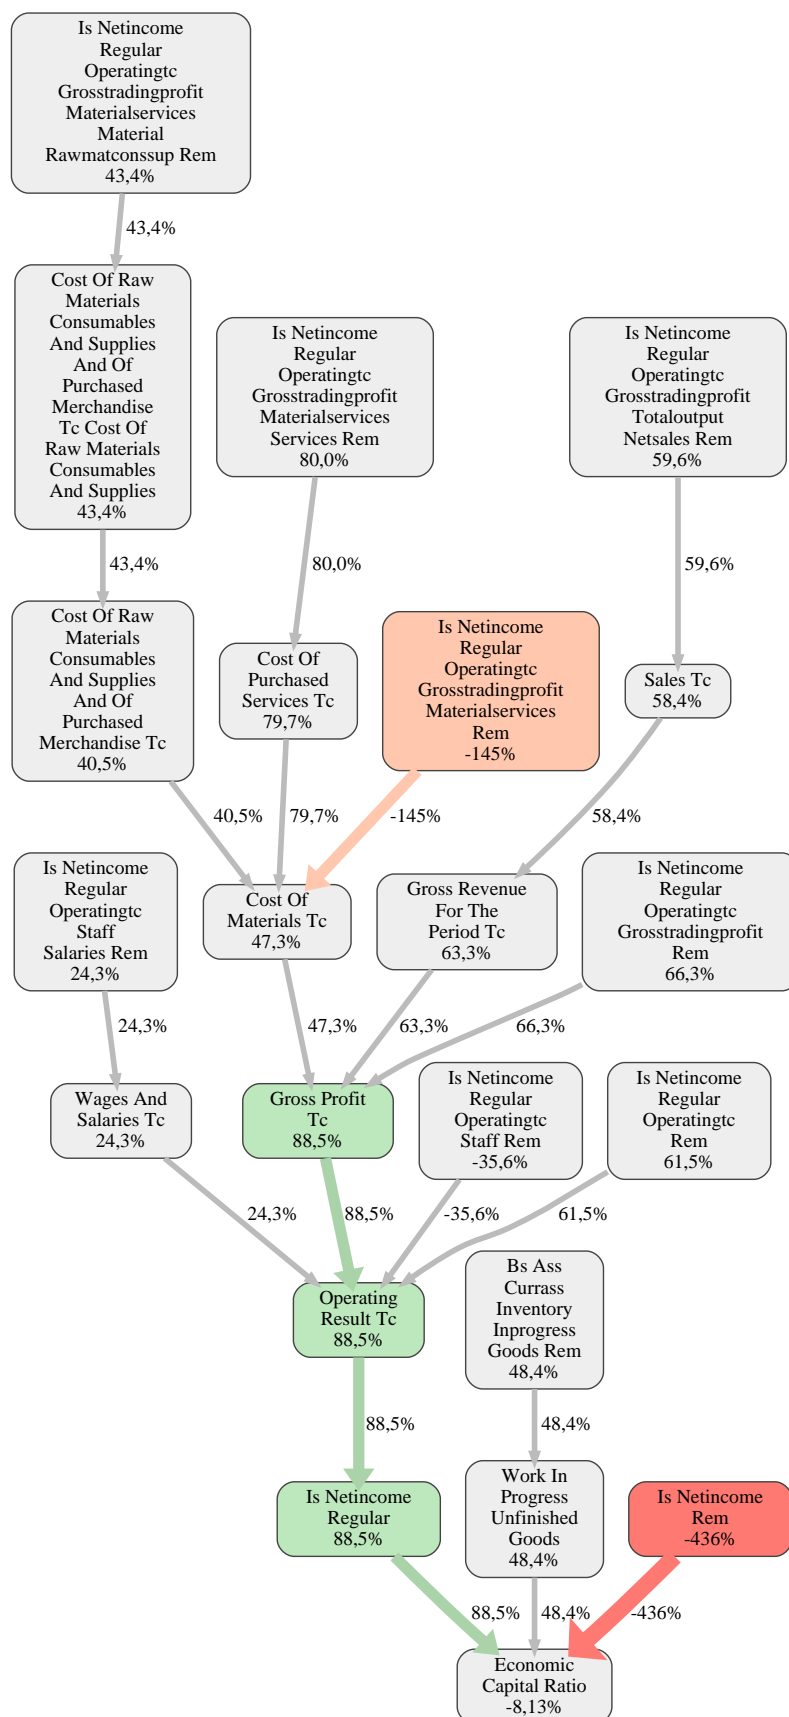 Is Netincome
Regular
Operatingtc
Grosstradingprofit
Materialservices
Material
Rawmatconssup Rem
43,4%
43,4%
Cost Of Raw
Materials
Consumables
And Supplies
And Of
Purchased
Merchandise
Tc Cost Of
Raw Materials
Consumables
And Supplies
43,4%
Is Netincome
Regular
Operatingtc
Grosstradingprofit
Materialservices
Services Rem
80,0%
Is Netincome
Regular
Operatingtc
Grosstradingprofit
Totaloutput
Netsales Rem
59,6%
43,4%
80,0%
59,6%
Cost Of Raw
Materials
Consumables
And Supplies
And Of
Purchased
Merchandise Tc
40,5%
Cost Of
Purchased
Services Tc
79,7%
Is Netincome
Regular
Operatingtc
Grosstradingprofit
Materialservices
Rem
-145%
Sales Tc
58,4%
40,5%
79,7%
-145%
58,4%
Is Netincome
Regular
Operatingtc
Staff
Salaries Rem
24,3%
Cost Of
Materials Tc
47,3%
Gross Revenue
For The
Period Tc
63,3%
Is Netincome
Regular
Operatingtc
Grosstradingprofit
Rem
66,3%
24,3%
47,3%
63,3%
66,3%
Wages And
Salaries Tc
24,3%
Gross Profit
Tc
88,5%
Is Netincome
Regular
Operatingtc
Staff Rem
-35,6%
Is Netincome
Regular
Operatingtc
Rem
61,5%
24,3%
88,5%
-35,6%
61,5%
Operating
Result Tc
88,5%
Bs Ass
Currass
Inventory
Inprogress
Goods Rem
48,4%
88,5%
48,4%
Is Netincome
Regular
88,5%
Work In
Progress
Unfinished
Goods
48,4%
Is Netincome
Rem
-436%
88,5%
48,4%
-436%
Economic
Capital Ratio
-8,13%